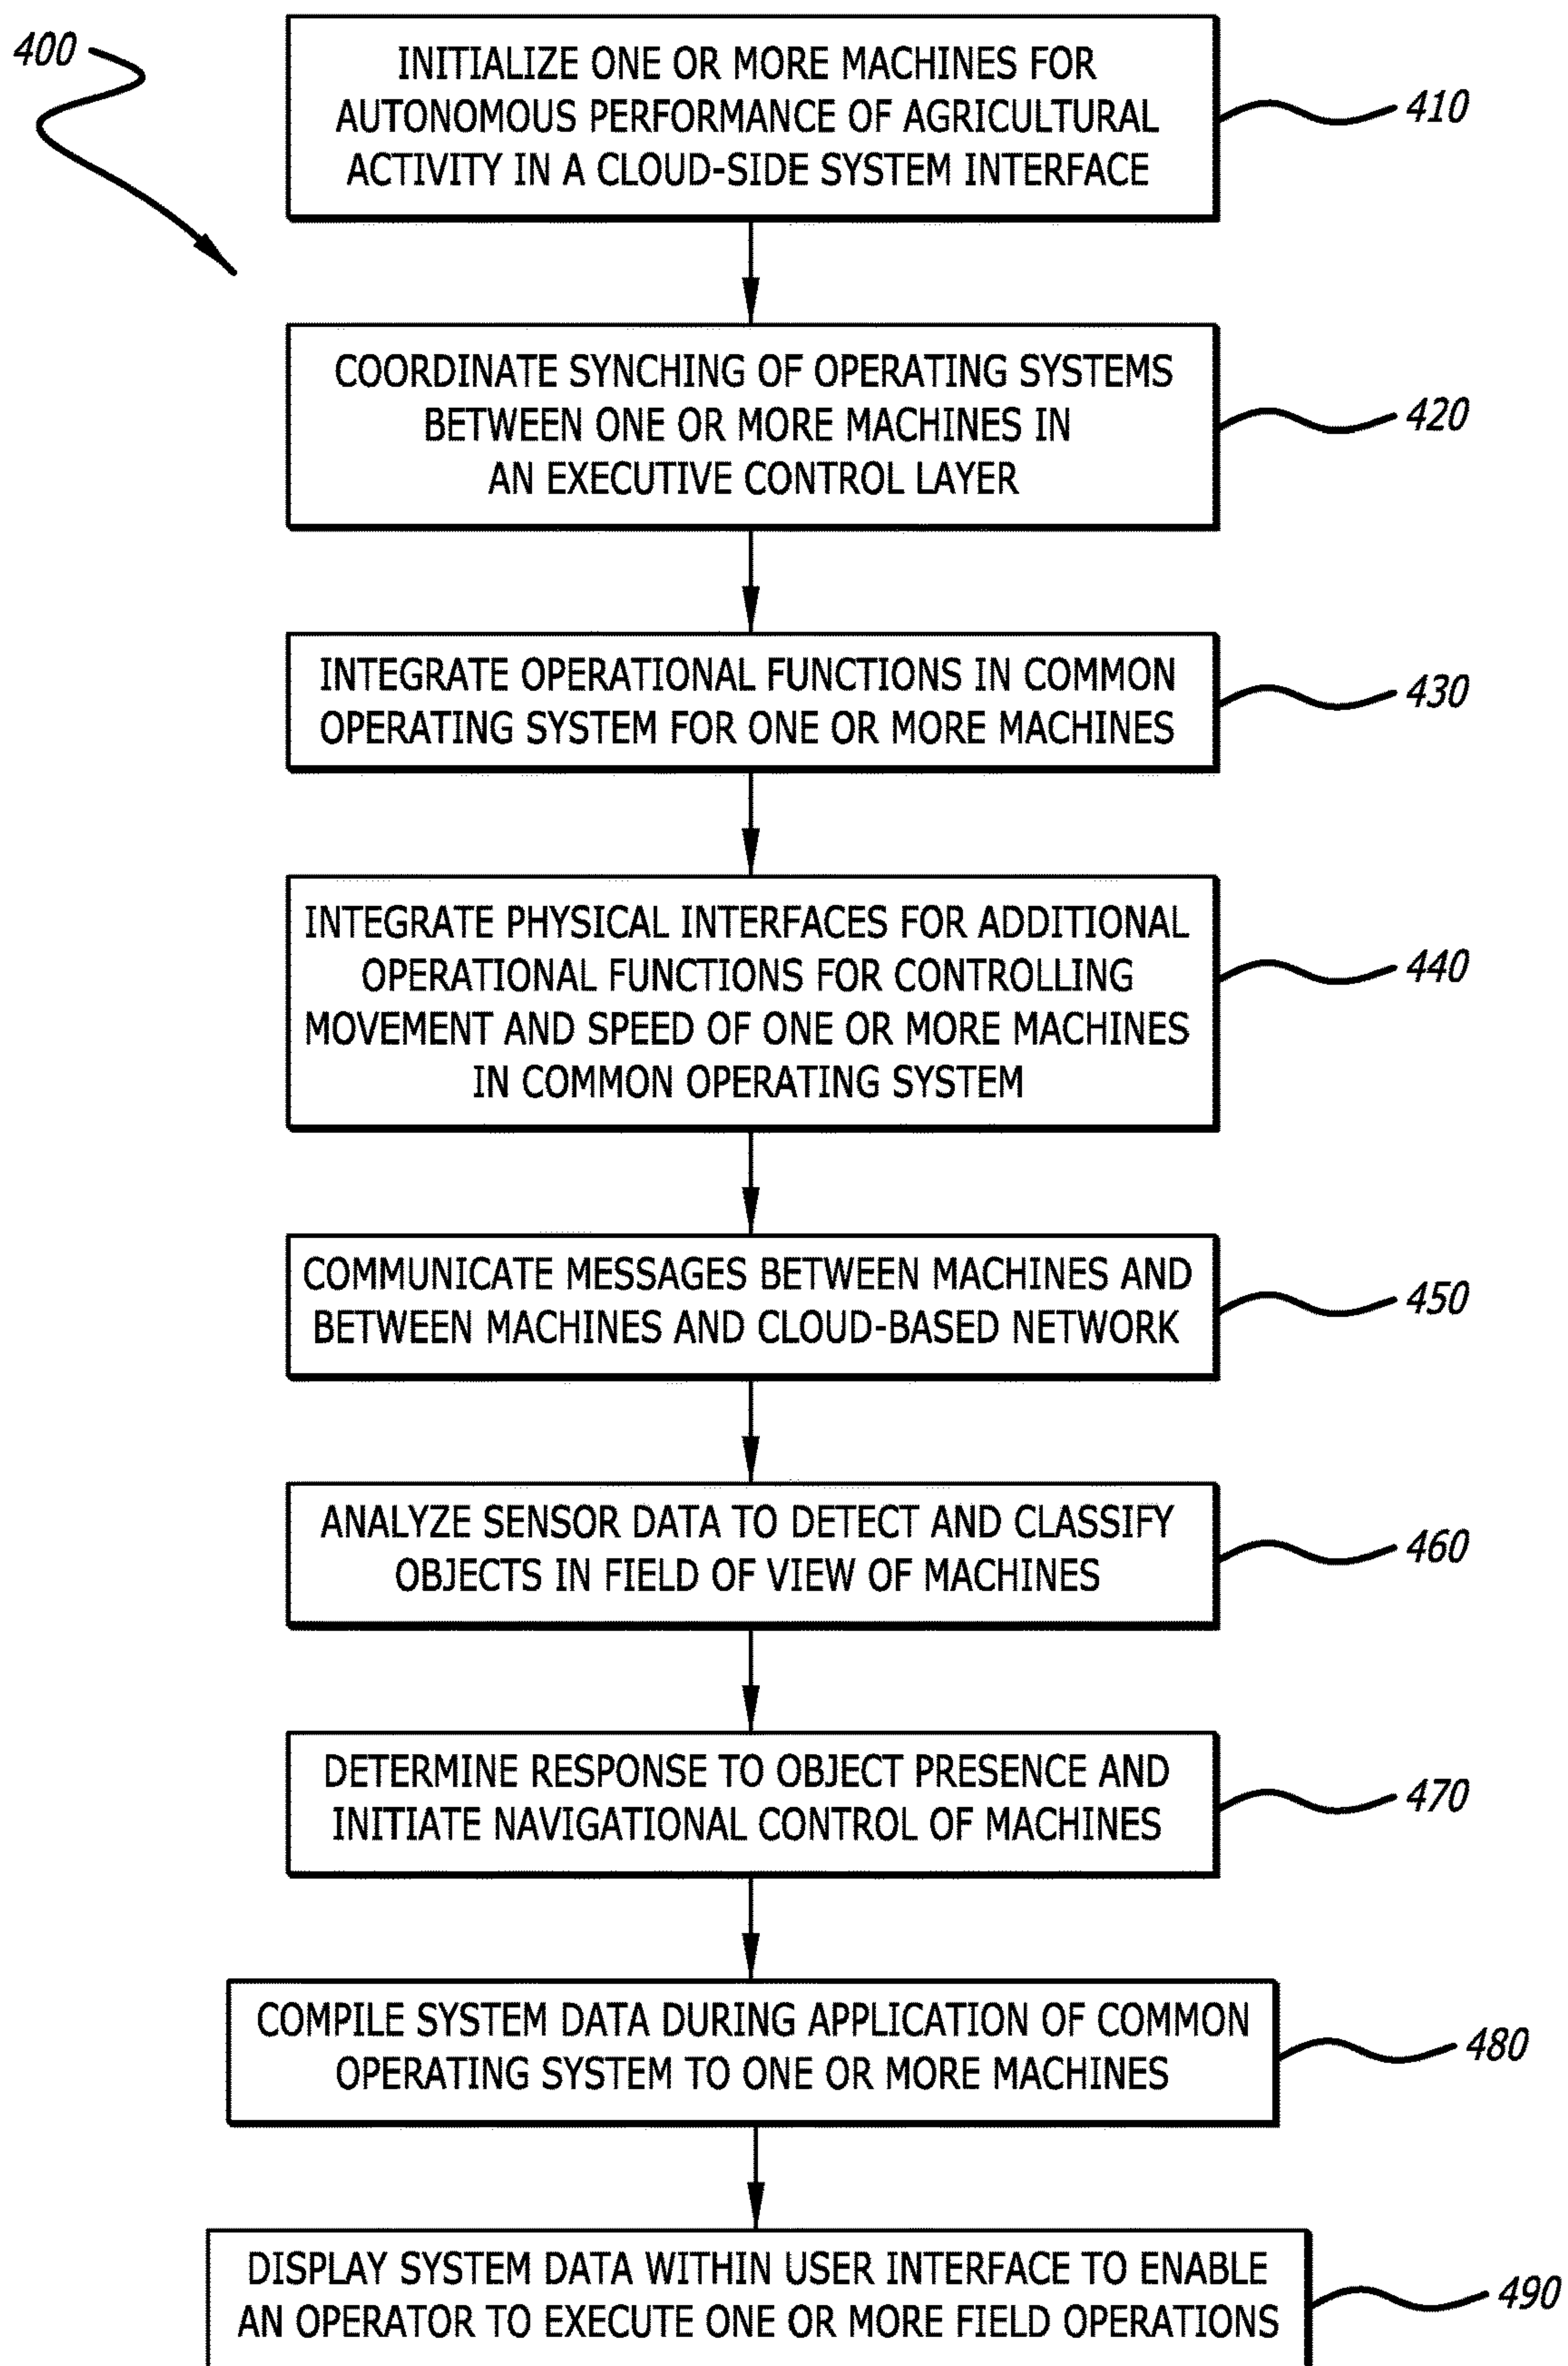 400
INITIALIZE ONE OR MORE MACHINES FOR
AUTONOMOUS PERFORMANCE OF AGRICULTURAL
ACTIVITY IN A CLOUD-SIDE SYSTEM INTERFACE
410
COORDINATE SYNCHING OF OPERATING SYSTEMS
BETWEEN ONE OR MORE MACHINES IN
AN EXECUTIVE CONTROL LAYER
420
INTEGRATE OPERATIONAL FUNCTIONS IN COMMON
OPERATING SYSTEM FOR ONE OR MORE MACHINES
430
INTEGRATE PHYSICAL INTERFACES FOR ADDITIONAL
OPERATIONAL FUNCTIONS FOR CONTROLLING
MOVEMENT AND SPEED OF ONE OR MORE MACHINES
IN COMMON OPERATING SYSTEM
440
COMMUNICATE MESSAGES BETWEEN MACHINES AND
BETWEEN MACHINES AND CLOUD-BASED NETWORK
450
ANALYZE SENSOR DATA TO DETECT AND CLASSIFY
OBJECTS IN FIELD OF VIEW OF MACHINES
460
DETERMINE RESPONSE TO OBJECT PRESENCE AND
INITIATE NAVIGATIONAL CONTROL OF MACHINES
470
COMPILE SYSTEM DATA DURING APPLICATION OF COMMON
OPERATING SYSTEM TO ONE OR MORE MACHINES
480
DISPLAY SYSTEM DATA WITHIN USER INTERFACE TO ENABLE
AN OPERATOR TO EXECUTE ONE OR MORE FIELD OPERATIONS
490